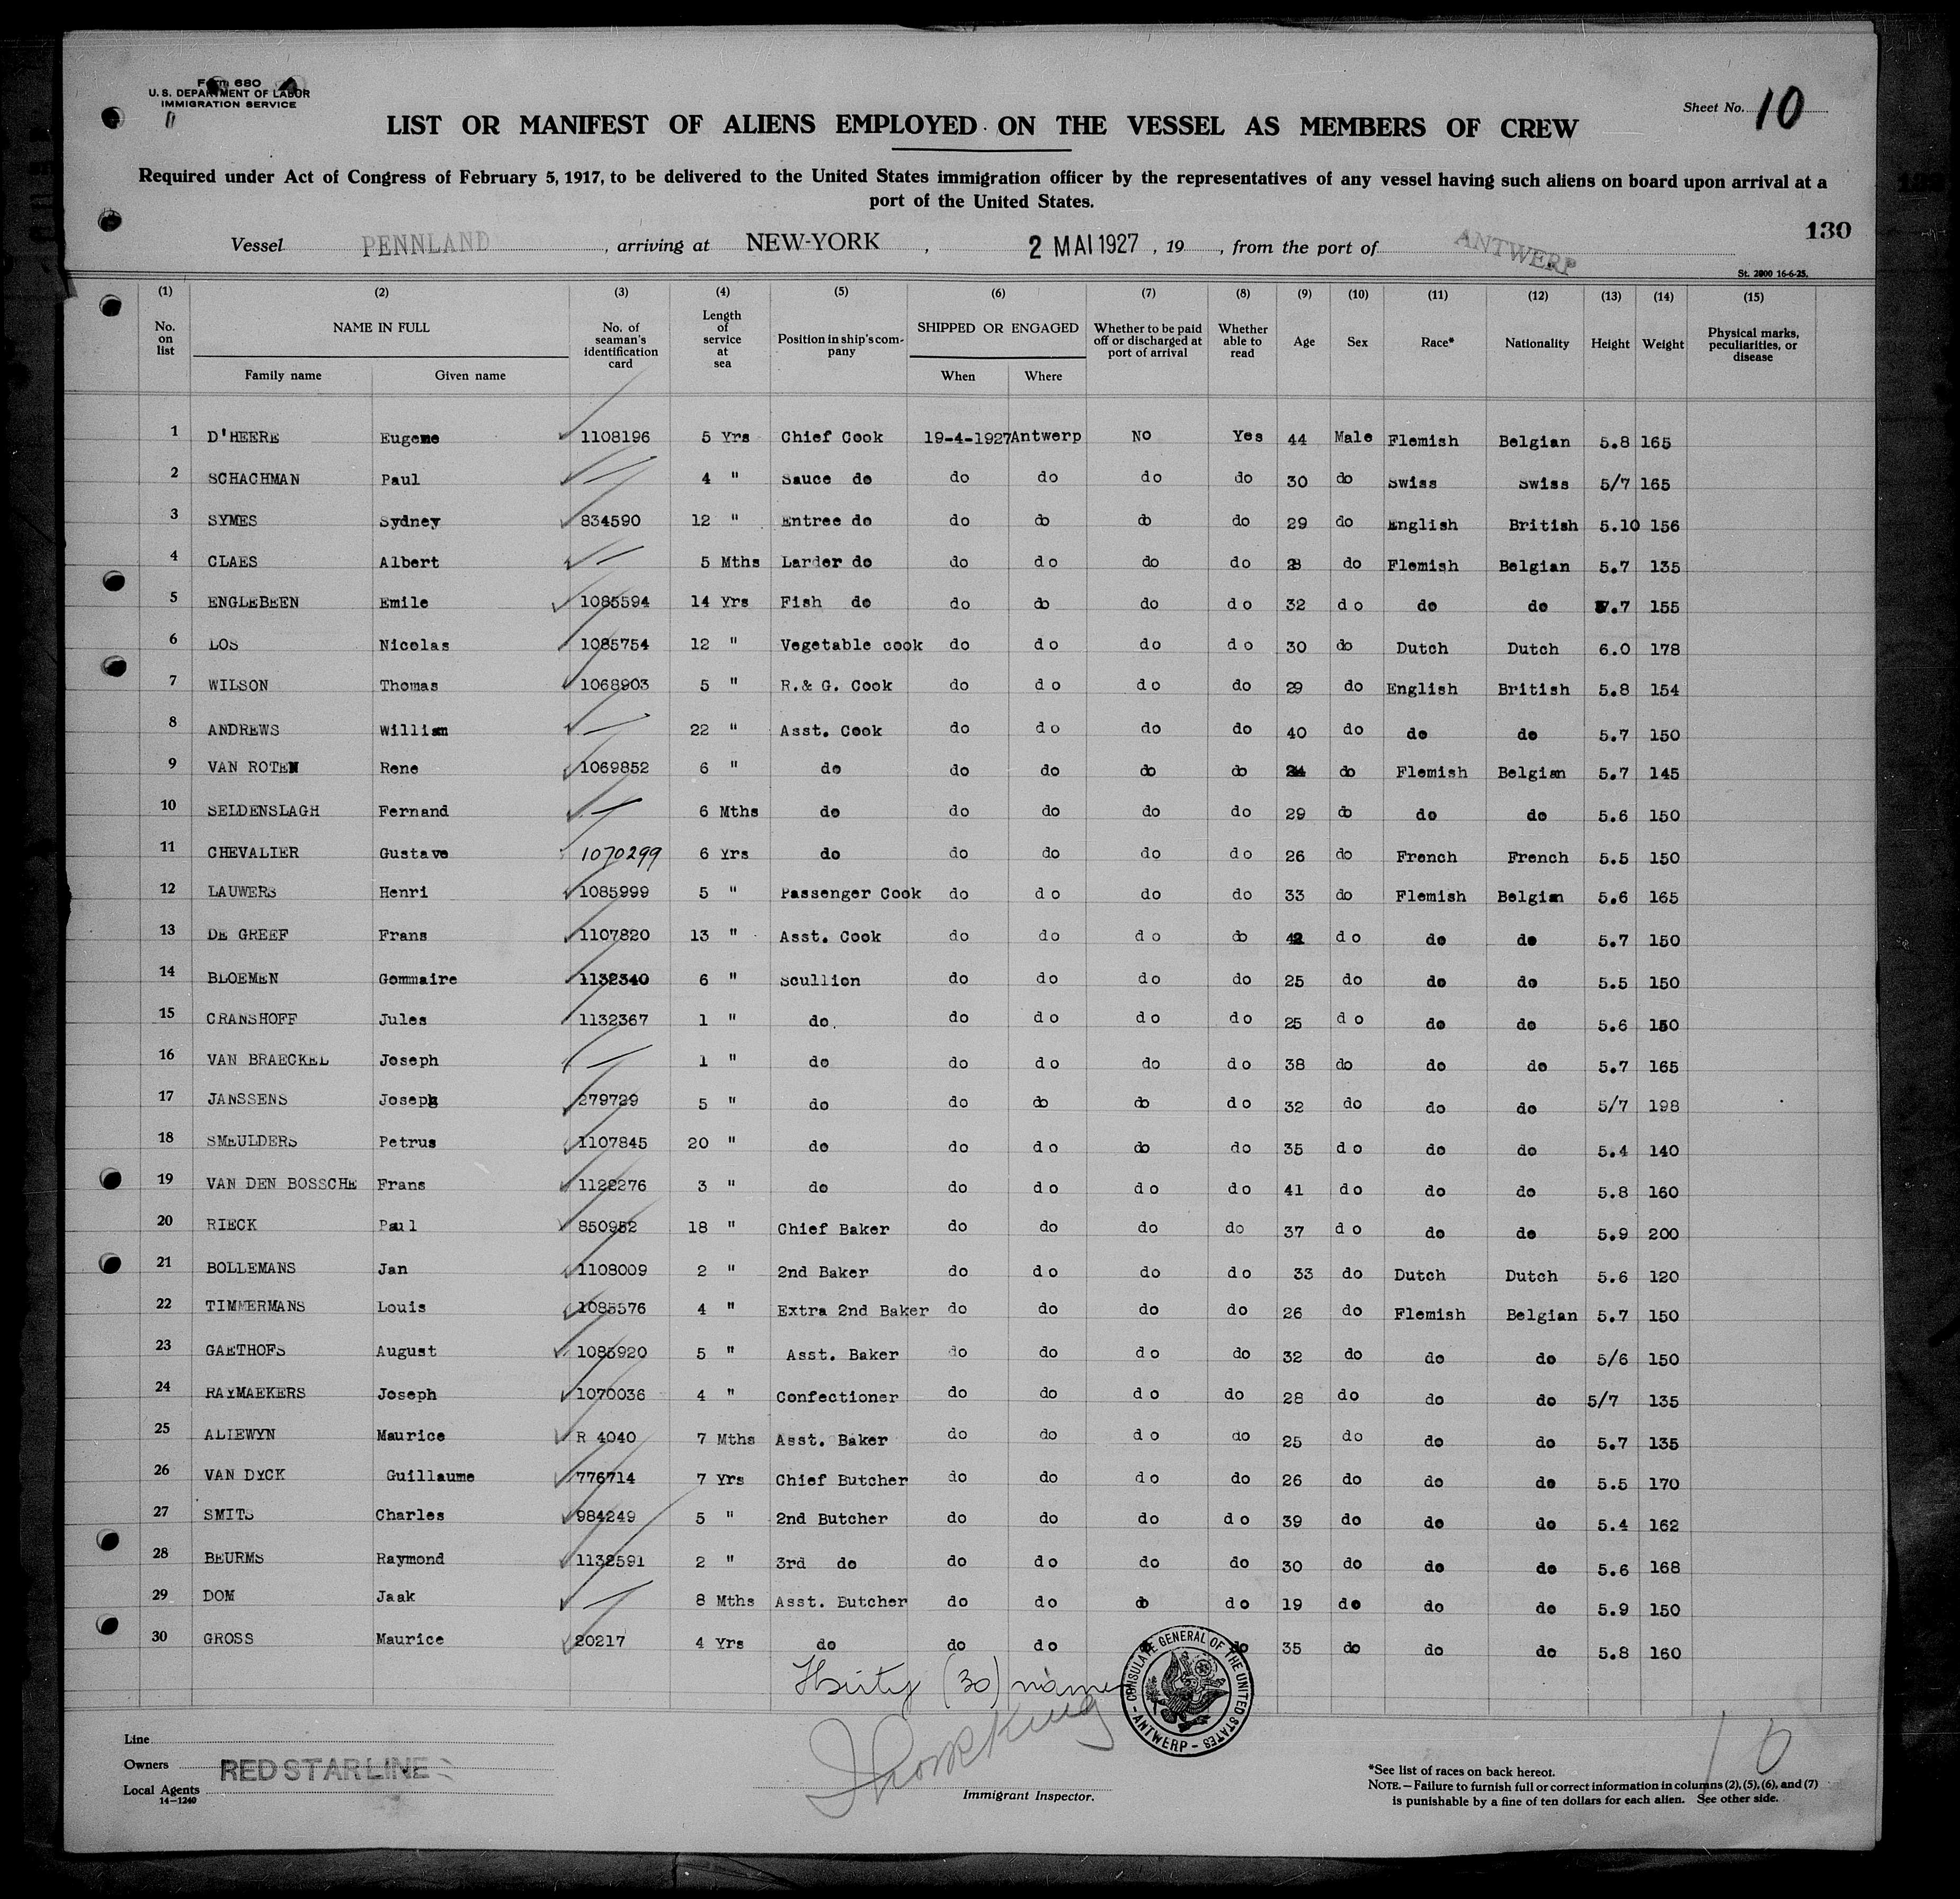 Form 680
U. S. DEPARTMENT OF LABOR
IMMIGRATION SERVICE
Sheet No. 10
LIST OR MANIFEST OF ALIENS EMPLOYED ON THE VESSEL AS MEMBERS OF CREW
Required under Act of Congress of February 5, 1917, to be delivered to the United States immigration officer by the representatives of any vessel having such aliens on board upon arrival at a
port of the United States.
130
Vessel PENNLAND, arriving at NEW-YORK, 2 MAI 1927, 19, from the port of ANTWERP
St. 2000 16-6-25.
(1) (2) (3) (4) (5) (6) (7) (8) (9) (10) (11) (12) (13) (14) (15)
No. on list NAME IN FULL Family name Given name No. of seaman's identification card Length of service at sea Position in ship's company SHIPPED OR ENGAGED When Where Whether to be paid off or discharged at port of arrival Whether able to read Age Sex Race* Nationality Height Weight Physical marks, peculiarities, or disease
1 D'HEERE Eugene 1108196 5 Yrs Chief Cook 19-4-1927 Antwerp No Yes 44 Male Flemish Belgian 5.8 165
2 SCHACHMAN Paul — 4 " Sauce do do do do do 30 do Swiss Swiss 5/7 165
3 SYMES Sydney 834590 12 " Entree do do do do do 29 do English British 5.10 156
4 CLAES Albert — 5 Mths Larder do do do do do 28 do Flemish Belgian 5.7 135
5 ENGLEBEEN Emile 1085594 14 Yrs Fish do do do do do 32 do do do .7 155
6 LOS Nicolas 1085754 12 " Vegetable cook do do do do 30 do Dutch Dutch 6.0 178
7 WILSON Thomas 1068903 5 " R.& G. Cook do do do do 29 do English British 5.8 154
8 ANDREWS William — 22 " Asst. Cook do do do do 40 do do do 5.7 150
9 VAN ROTEN Rene 1069852 6 " do do do do do do Flemish Belgian 5.7 145
10 SELDENSLAGH Fernand — 6 Mths do do do do do 29 do do do 5.6 150
11 CHEVALIER Gustave 1070299 6 Yrs do do do do do 26 do French French 5.5 150
12 LAUWERS Henri 1085999 5 " Passenger Cook do do do do 33 do Flemish Belgian 5.6 165
13 DE GREEF Frans 1107820 13 " Asst. Cook do do do do 42 do do do 5.7 150
14 BLOEMEN Gommaire 1132340 6 " Scullion do do do do 25 do do do 5.5 150
15 CRANSHOFF Jules 1132367 1 " do. do do do do 25 do do do 5.6 150
16 VAN BRAECKEL Joseph — 1 " do do do do do 38 do do do 5.7 165
17 JANSSENS Joseph 279729 5 " do do do do do 32 do do do 5/7 198
18 SMEULDERS Petrus 1107845 20 " do do do do do 35 do do do 5.4 140
19 VAN DEN BOSSCHE Frans 1122276 3 " do do do do do 41 do do do 5.8 160
20 RIECK Paul 850952 18 " Chief Baker do do do do 37 do do do 5.9 200
21 BOLLEMANS Jan 1108009 2 " 2nd Baker do do do do 33 do Dutch Dutch 5.6 120
22 TIMMERMANS Louis 1085576 4 " Extra 2nd Baker do do do do 26 do Flemish Belgian 5.7 150
23 GAETHOFS August 1085920 5 " Asst. Baker do do do do 32 do do do 5/6 150
24 RAYMAEKERS Joseph 1070036 4 " Confectioner do do do do 28 do do do 5/7 135
25 ALIEWYN Maurice R 4040 7 Mths Asst. Baker do do do do 25 do do do 5.7 135
26 VAN DYCK Guillaume 776714 7 Yrs Chief Butcher do do do do 26 do do do 5.5 170
27 SMITS Charles 984249 5 " 2nd Butcher do do do do 39 do do do 5.4 162
28 BEURMS Raymond 1132591 2 " 3rd do do do do do 30 do do do 5.6 168
29 DOM Jaak — 8 Mths Asst. Butcher do do do do 19 do do do 5.9 150
30 GROSS Maurice 20217 4 Yrs do do do do do 35 do do do 5.8 160
Thirty (30) names
CONSULATE GENERAL OF THE UNITED STATES - ANTWERP -
Line
Owners RED STAR LINE
Local Agents
14-1240
Immigrant Inspector.
10
*See list of races on back hereof.
NOTE.—Failure to furnish full or correct information in columns (2), (5), (6), and (7)
is punishable by a fine of ten dollars for each alien. See other side.